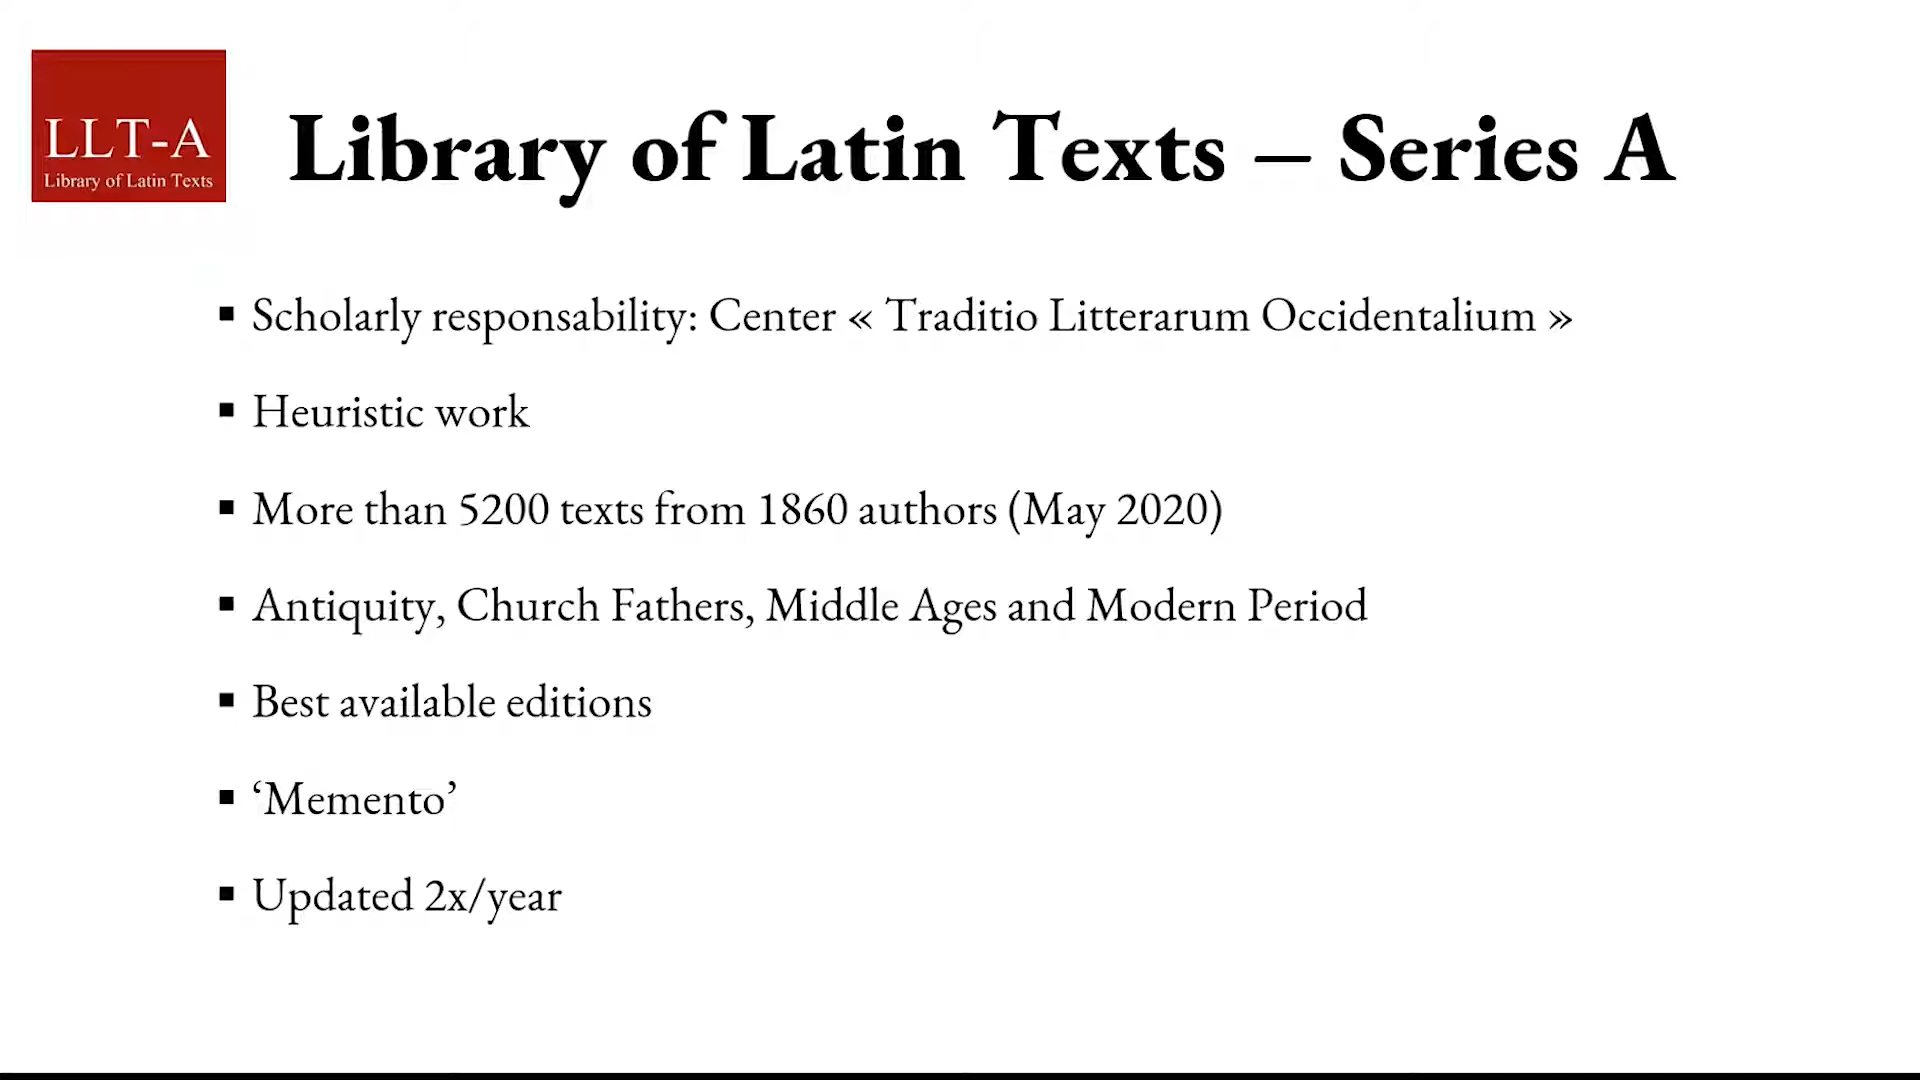 LLT-A
Library of Latin Texts
Library of Latin Texts – Series A
▪ Scholarly responsability: Center « Traditio Litterarum Occidentalium »
▪ Heuristic work
▪ More than 5200 texts from 1860 authors (May 2020)
▪ Antiquity, Church Fathers, Middle Ages and Modern Period
▪ Best available editions
▪ ‘Memento’
▪ Updated 2x/year